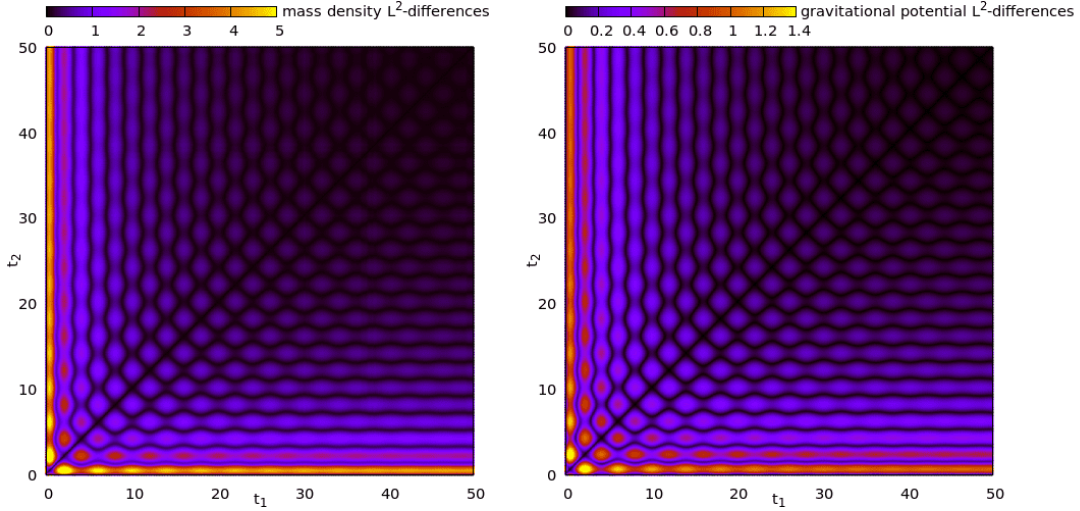 mass density L²-differences
0 1 2 3 4 5
50
40
30
20
10
0
t₂
0 10 20 30 40 50
t₁
gravitational potential L²-differences
0 0.2 0.4 0.6 0.8 1 1.2 1.4
50
40
30
20
10
0
t₂
0 10 20 30 40 50
t₁